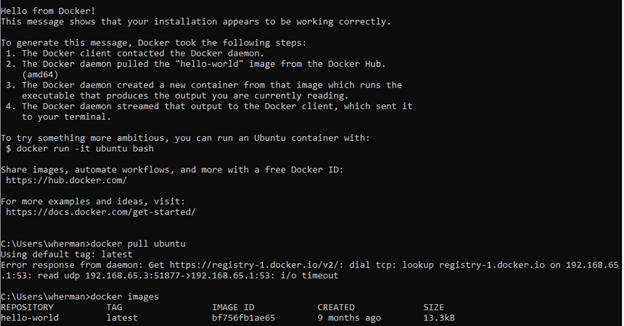 Hello from Docker!
This message shows that your installation appears to be working correctly.
To generate this message, Docker took the following steps:
1. The Docker client contacted the Docker daemon.
2. The Docker daemon pulled the "hello-world" image from the Docker Hub.
(amd64)
3. The Docker daemon created a new container from that image which runs the
executable that produces the output you are currently reading.
4. The Docker daemon streamed that output to the Docker client, which sent it
to your terminal.
To try something more ambitious, you can run an Ubuntu container with:
$ docker run -it ubuntu bash
Share images, automate workflows, and more with a free Docker ID:
https://hub.docker.com/
For more examples and ideas, visit:
https://docs.docker.com/get-started/
C:\Users\wherman>docker pull ubuntu
Using default tag: latest
Error response from daemon: Get https://registry-1.docker.io/v2/: dial tcp: lookup registry-1.docker.io on 192.168.65
.1:53: read udp 192.168.65.3:51877->192.168.65.1:53: i/o timeout
C:\Users\wherman>docker images
REPOSITORY TAG IMAGE ID CREATED SIZE
hello-world latest bf756fb1ae65 9 months ago 13.3kB